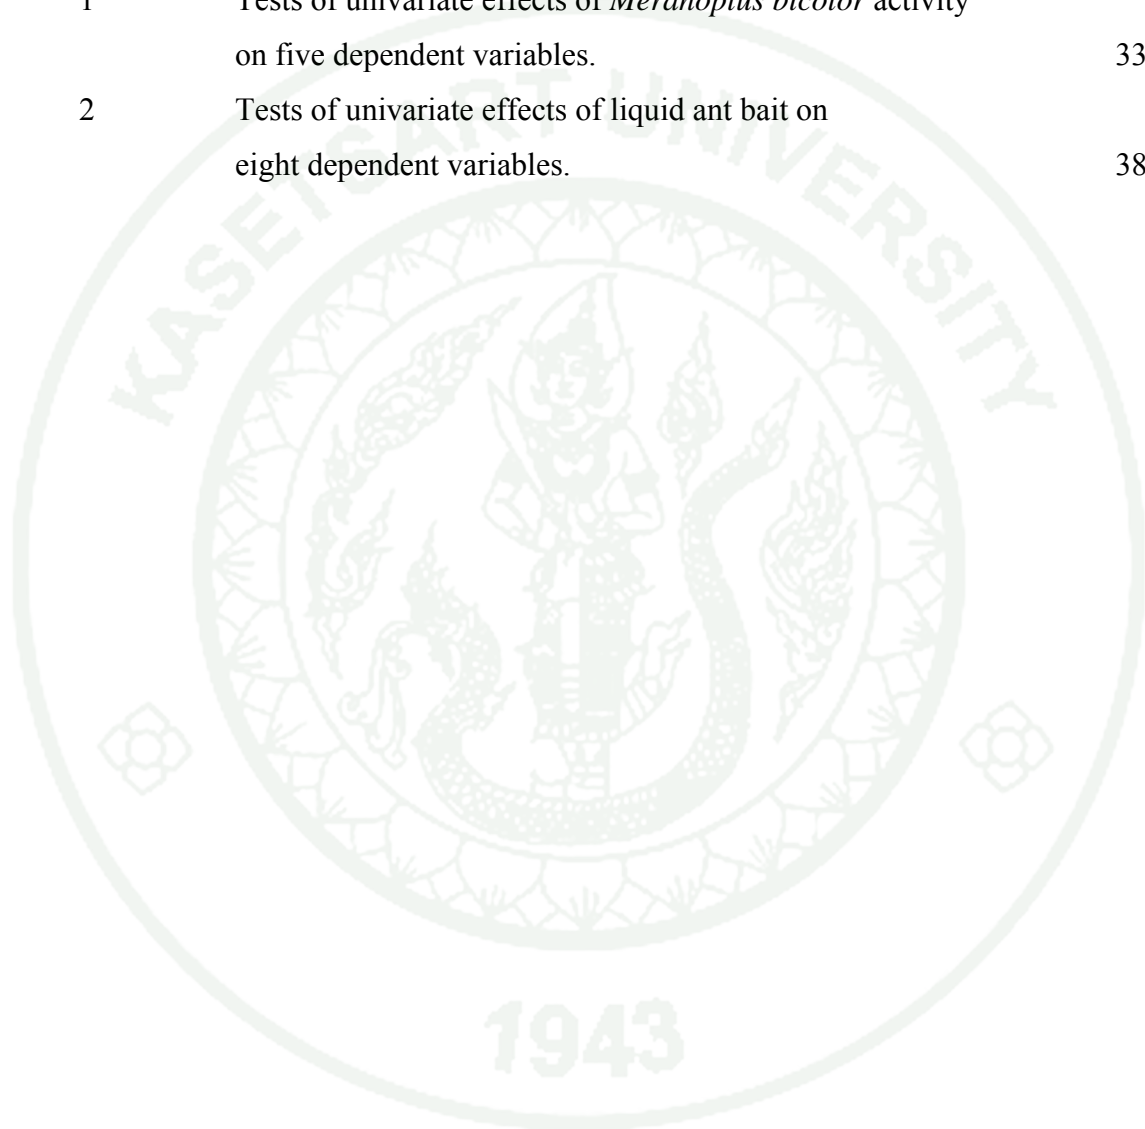 1 Tests of univariate effects of Meranoplus bicolor activity
on five dependent variables. 33
2 Tests of univariate effects of liquid ant bait on
eight dependent variables. 38
KASETSART UNIVERSITY
1943